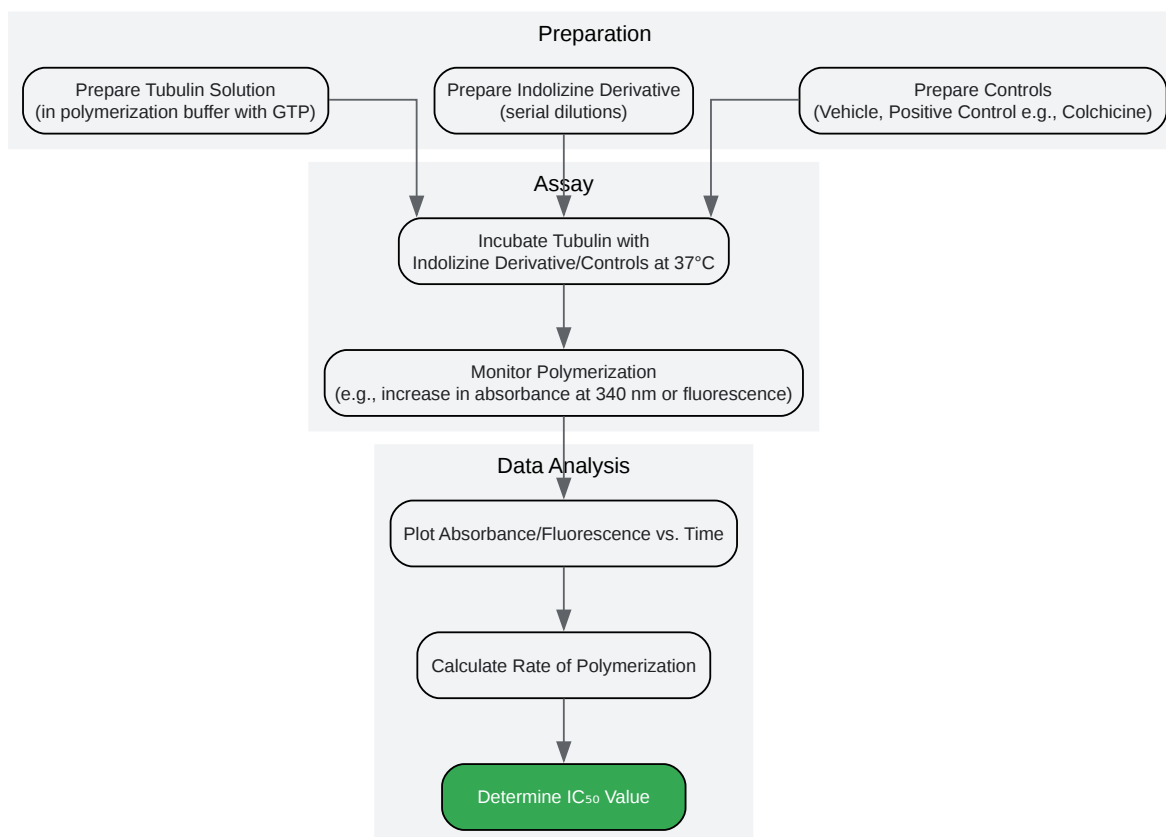 Preparation
Prepare Tubulin Solution
(in polymerization buffer with GTP)
Prepare Indolizine Derivative
(serial dilutions)
Prepare Controls
(Vehicle, Positive Control e.g., Colchicine)
Assay
Incubate Tubulin with
Indolizine Derivative/Controls at 37°C
Monitor Polymerization
(e.g., increase in absorbance at 340 nm or fluorescence)
Data Analysis
Plot Absorbance/Fluorescence vs. Time
Calculate Rate of Polymerization
Determine IC₅₀ Value